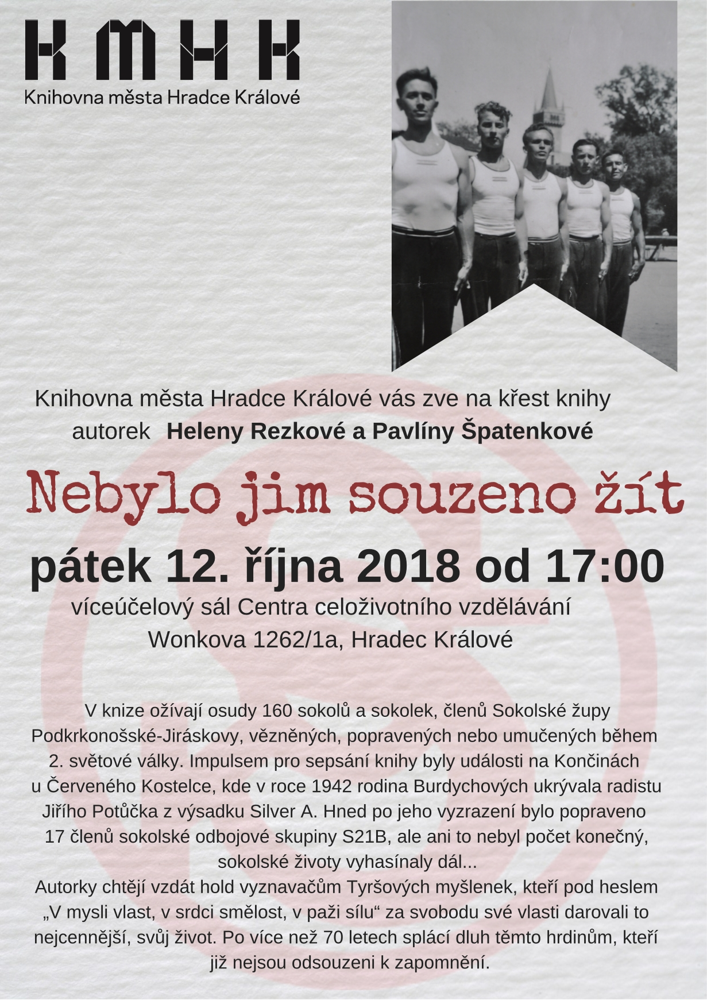 KMHK
Knihovna města Hradce Králové
Knihovna města Hradce Králové vás zve na křest knihy
autorek Heleny Rezkové a Pavlíny Špatenkové
Nebylo jim souzeno žít
pátek 12. října 2018 od 17:00
víceúčelový sál Centra celoživotního vzdělávání
Wonkova 1262/1a, Hradec Králové
V knize ožívají osudy 160 sokolů a sokolek, členů Sokolské župy
Podkrkonošské-Jiráskovy, vězněných, popravených nebo umučených během
2. světové války. Impulsem pro sepsání knihy byly události na Končinách
u Červeného Kostelce, kde v roce 1942 rodina Burdychových ukrývala radistu
Jiřího Potůčka z výsadku Silver A. Hned po jeho vyzrazení bylo popraveno
17 členů sokolské odbojové skupiny S21B, ale ani to nebyl počet konečný,
sokolské životy vyhasínaly dál...
Autorky chtějí vzdát hold vyznavačům Tyršových myšlenek, kteří pod heslem
„V mysli vlast, v srdci smělost, v paži sílu“ za svobodu své vlasti darovali to
nejcennější, svůj život. Po více než 70 letech splácí dluh těmto hrdinům, kteří
již nejsou odsouzeni k zapomnění.